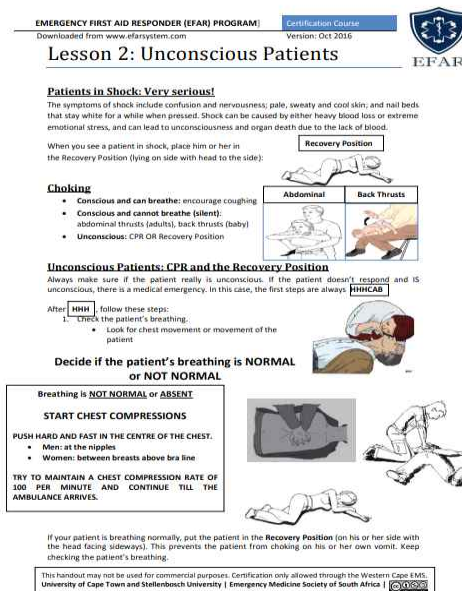 EMERGENCY FIRST AID RESPONDER (EFAR) PROGRAM]
Certification Course
Downloaded from www.efarsystem.com
Version: Oct 2016
EFAR
Lesson 2: Unconscious Patients
Patients in Shock: Very serious!
The symptoms of shock include confusion and nervousness; pale, sweaty and cool skin; and nail beds
that stay white for a while when pressed. Shock can be caused by either heavy blood loss or extreme
emotional stress, and can lead to unconsciousness and organ death due to the lack of blood.
When you see a patient in shock, place him or her in
the Recovery Position (lying on side with head to the side):
Recovery Position
Choking
• Conscious and can breathe: encourage coughing
• Conscious and cannot breathe (silent):
abdominal thrusts (adults), back thrusts (baby)
• Unconscious: CPR OR Recovery Position
Abdominal
Back Thrusts
Unconscious Patients: CPR and the Recovery Position
Always make sure if the patient really is unconscious. If the patient doesn't respond and IS
unconscious, there is a medical emergency. In this case, the first steps are always HHHCAB
After HHH , follow these steps:
1. Check the patient's breathing.
• Look for chest movement or movement of the
patient
Decide if the patient's breathing is NORMAL
or NOT NORMAL
Breathing is NOT NORMAL or ABSENT
START CHEST COMPRESSIONS
PUSH HARD AND FAST IN THE CENTRE OF THE CHEST.
• Men: at the nipples
• Women: between breasts above bra line
TRY TO MAINTAIN A CHEST COMPRESSION RATE OF
100 PER MINUTE AND CONTINUE TILL THE
AMBULANCE ARRIVES.
If your patient is breathing normally, put the patient in the Recovery Position (on his or her side with
the head facing sideways). This prevents the patient from choking on his or her own vomit. Keep
checking the patient's breathing.
This handout may not be used for commercial purposes. Certification only allowed through the Western Cape EMS.
University of Cape Town and Stellenbosch University | Emergency Medicine Society of South Africa |